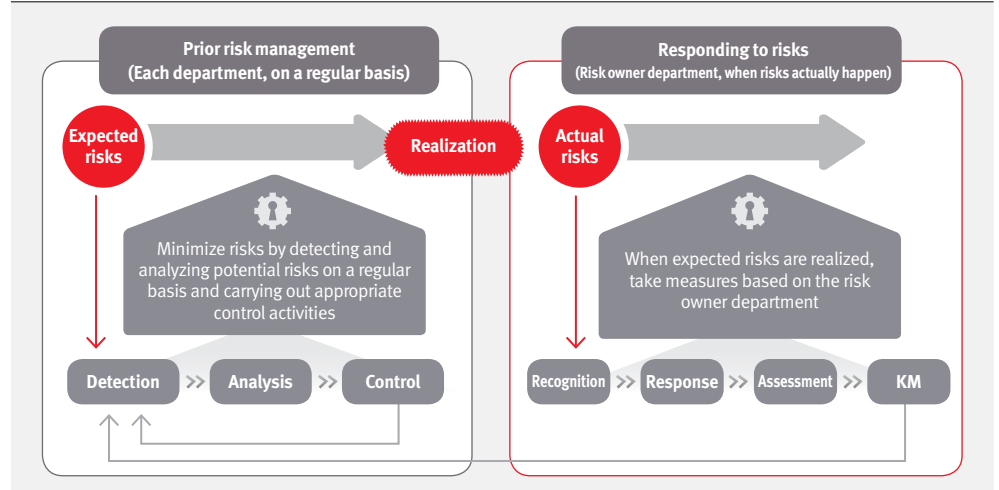 Prior risk management
(Each department, on a regular basis)
Expected
risks
Realization
Minimize risks by detecting and
analyzing potential risks on a regular
basis and carrying out appropriate
control activities
Detection
Analysis
Control
Responding to risks
(Risk owner department, when risks actually happen)
Actual
risks
When expected risks are realized,
take measures based on the risk
owner department
Recognition
Response
Assessment
KM